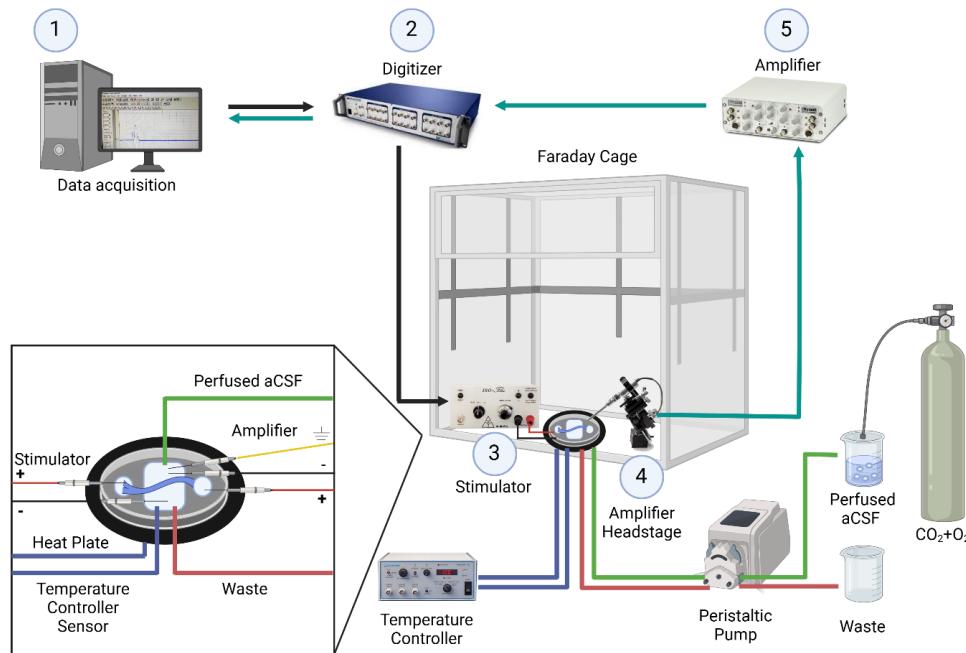 1
2
5
Digitizer
Amplifier
Data acquisition
Faraday Cage
Perfused aCSF
Amplifier
Stimulator
+
-
-
+
Heat Plate
Temperature
Controller
Sensor
Waste
3
Stimulator
4
Amplifier
Headstage
Temperature
Controller
Peristaltic
Pump
Perfused
aCSF
Waste
CO₂+O₂